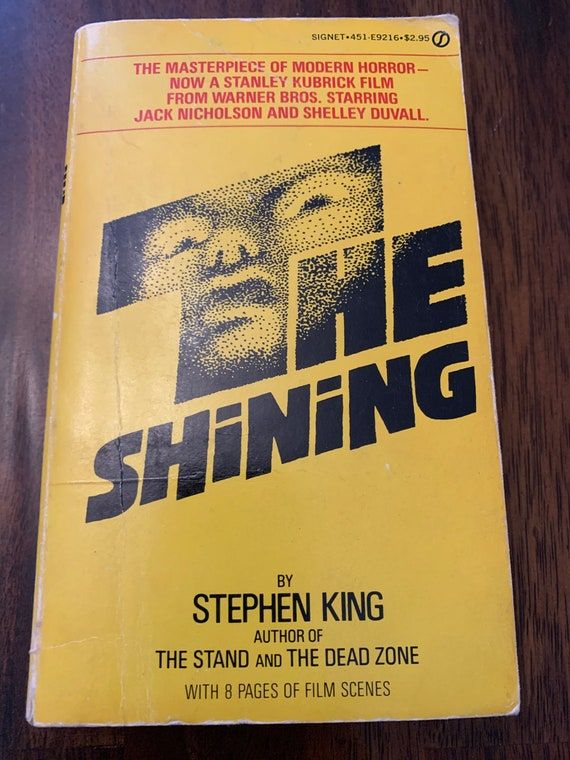 SIGNET•451-E9216•$2.95
THE MASTERPIECE OF MODERN HORROR—
NOW A STANLEY KUBRICK FILM
FROM WARNER BROS. STARRING
JACK NICHOLSON AND SHELLEY DUVALL.
THE
SHiNiNG
BY
STEPHEN KING
AUTHOR OF
THE STAND AND THE DEAD ZONE
WITH 8 PAGES OF FILM SCENES